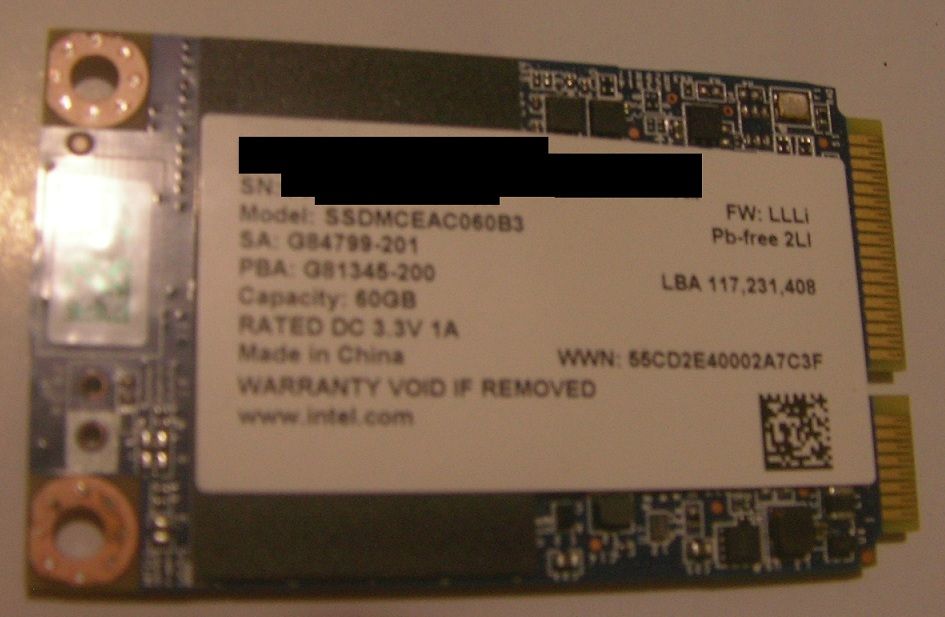 SN:
Model: SSDMCEAC060B3
SA: G84799-201
PBA: G81345-200
Capacity: 60GB
RATED DC 3.3V 1A
Made in China
WARRANTY VOID IF REMOVED
www.intel.com
FW: LLLi
Pb-free 2LI
LBA 117,231,408
WWN: 55CD2E40002A7C3F